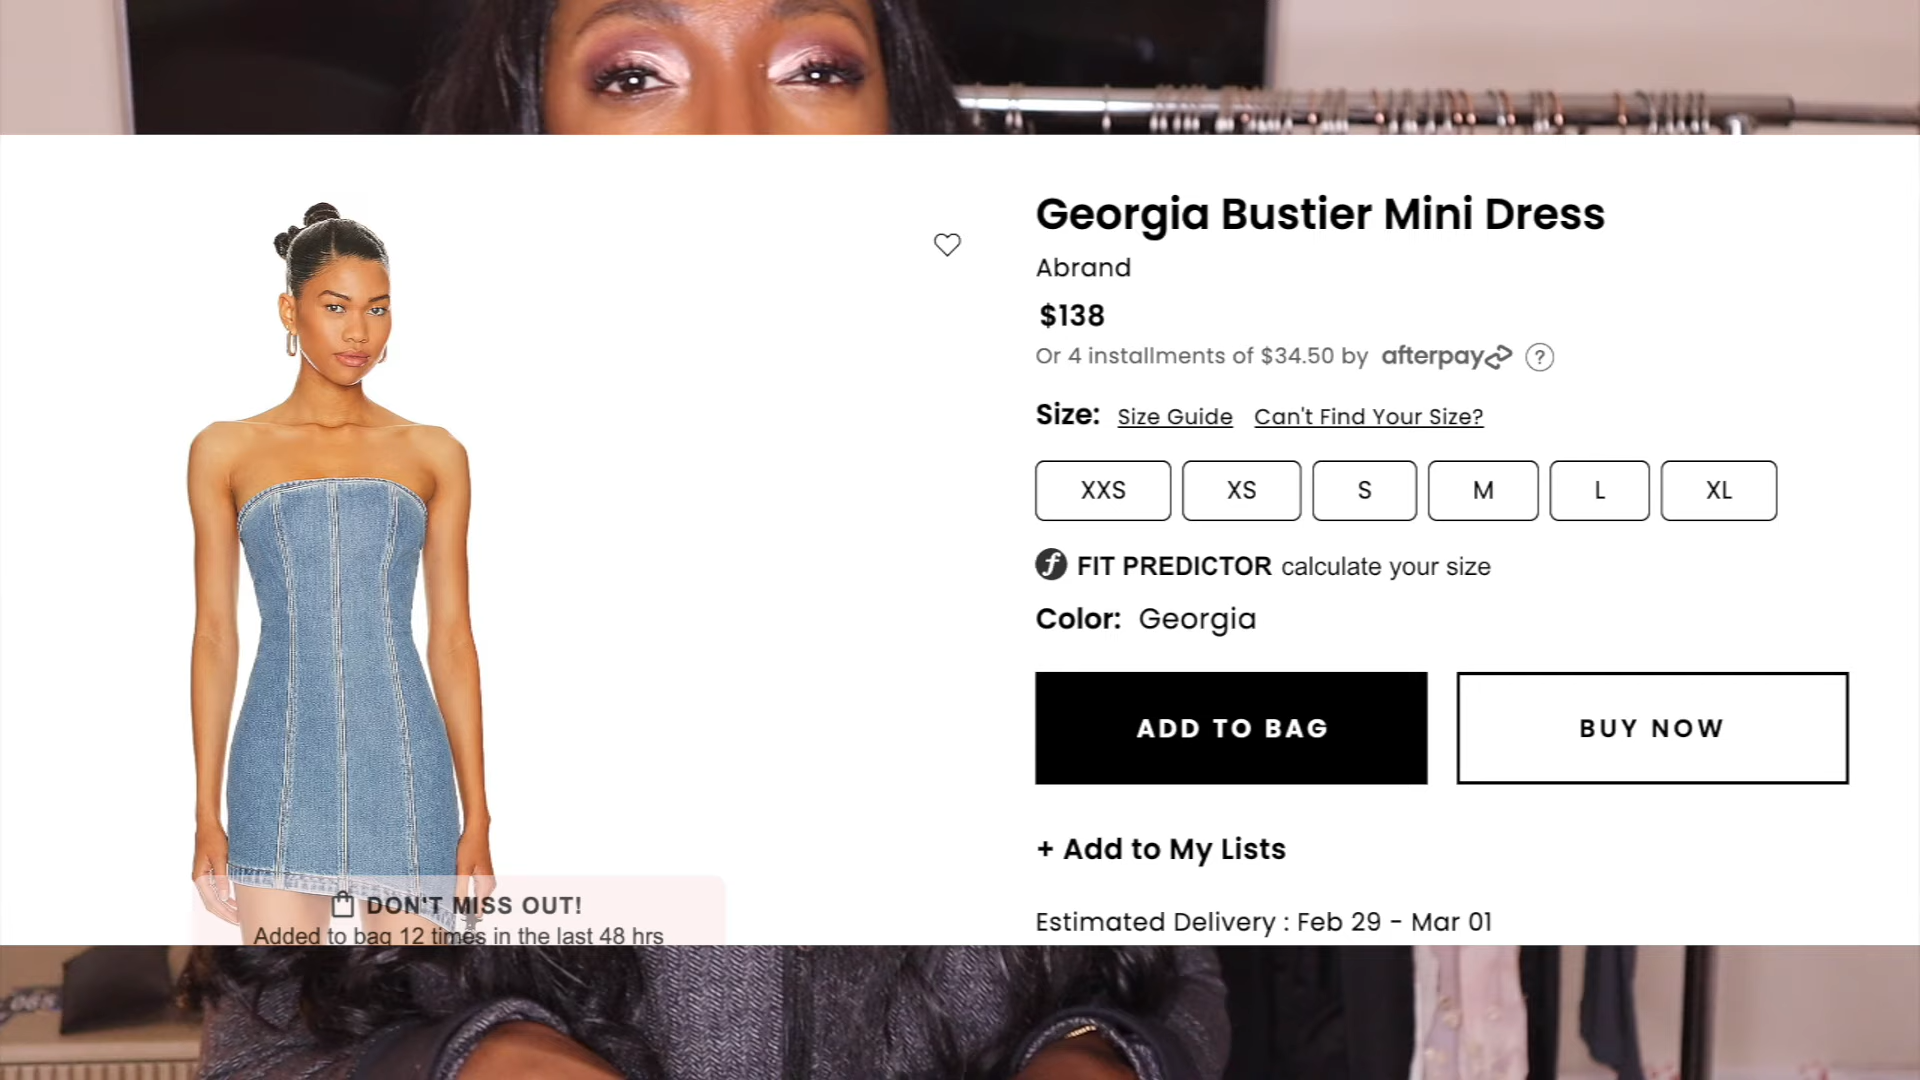 Georgia Bustier Mini Dress
Abrand
$138
Or 4 installments of $34.50 by afterpay ?
Size: Size Guide Can't Find Your Size?
XXS XS S M L XL
FIT PREDICTOR calculate your size
Color: Georgia
ADD TO BAG BUY NOW
+ Add to My Lists
Estimated Delivery : Feb 29 - Mar 01
DON'T MISS OUT!
Added to bag 12 times in the last 48 hrs